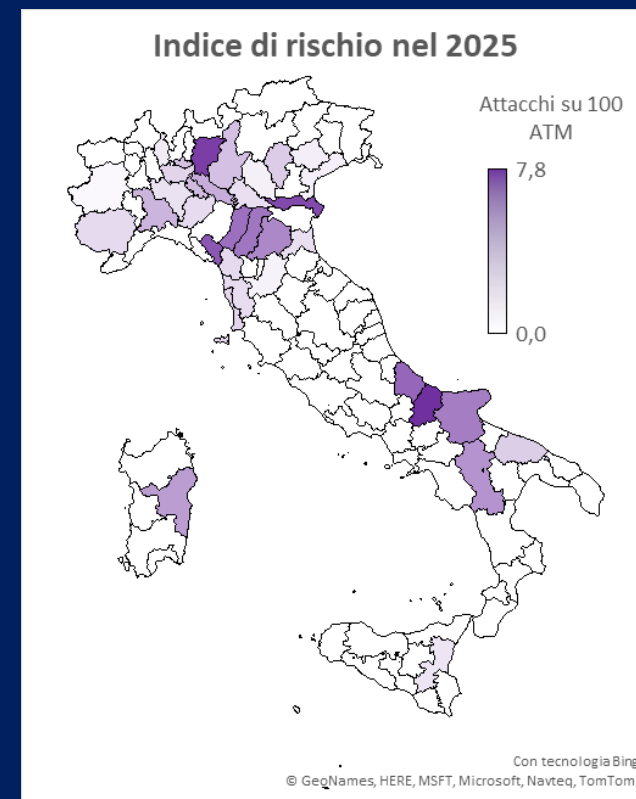 Indice di rischio nel 2025
Attacchi su 100
ATM
7,8
0,0
Con tecnologia Bing
© GeoNames, HERE, MSFT, Microsoft, Navteq, TomTom